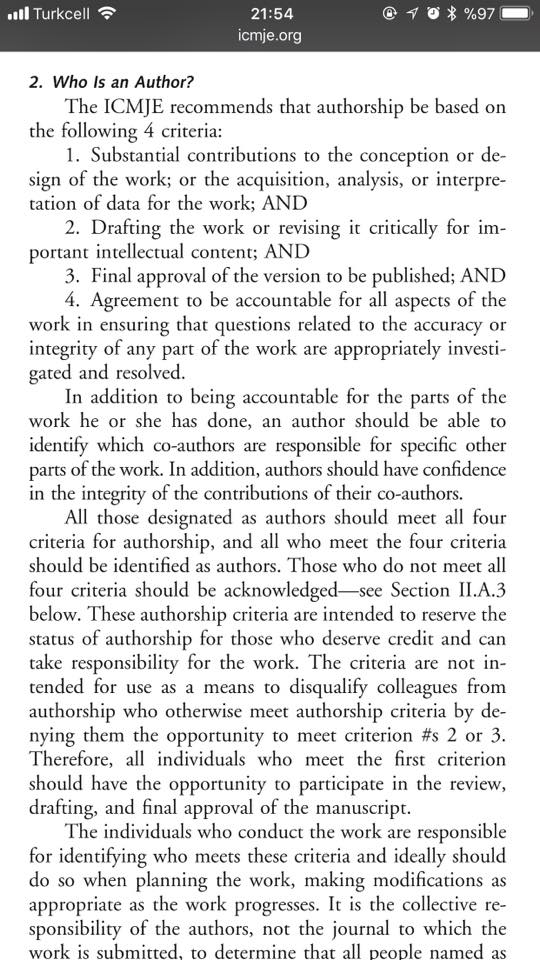 Turkcell 21:54 %97
icmje.org
2. Who Is an Author?
The ICMJE recommends that authorship be based on
the following 4 criteria:
1. Substantial contributions to the conception or de-
sign of the work; or the acquisition, analysis, or interpre-
tation of data for the work; AND
2. Drafting the work or revising it critically for im-
portant intellectual content; AND
3. Final approval of the version to be published; AND
4. Agreement to be accountable for all aspects of the
work in ensuring that questions related to the accuracy or
integrity of any part of the work are appropriately investi-
gated and resolved.
In addition to being accountable for the parts of the
work he or she has done, an author should be able to
identify which co-authors are responsible for specific other
parts of the work. In addition, authors should have confidence
in the integrity of the contributions of their co-authors.
All those designated as authors should meet all four
criteria for authorship, and all who meet the four criteria
should be identified as authors. Those who do not meet all
four criteria should be acknowledged—see Section II.A.3
below. These authorship criteria are intended to reserve the
status of authorship for those who deserve credit and can
take responsibility for the work. The criteria are not in-
tended for use as a means to disqualify colleagues from
authorship who otherwise meet authorship criteria by de-
nying them the opportunity to meet criterion #s 2 or 3.
Therefore, all individuals who meet the first criterion
should have the opportunity to participate in the review,
drafting, and final approval of the manuscript.
The individuals who conduct the work are responsible
for identifying who meets these criteria and ideally should
do so when planning the work, making modifications as
appropriate as the work progresses. It is the collective re-
sponsibility of the authors, not the journal to which the
work is submitted, to determine that all people named as